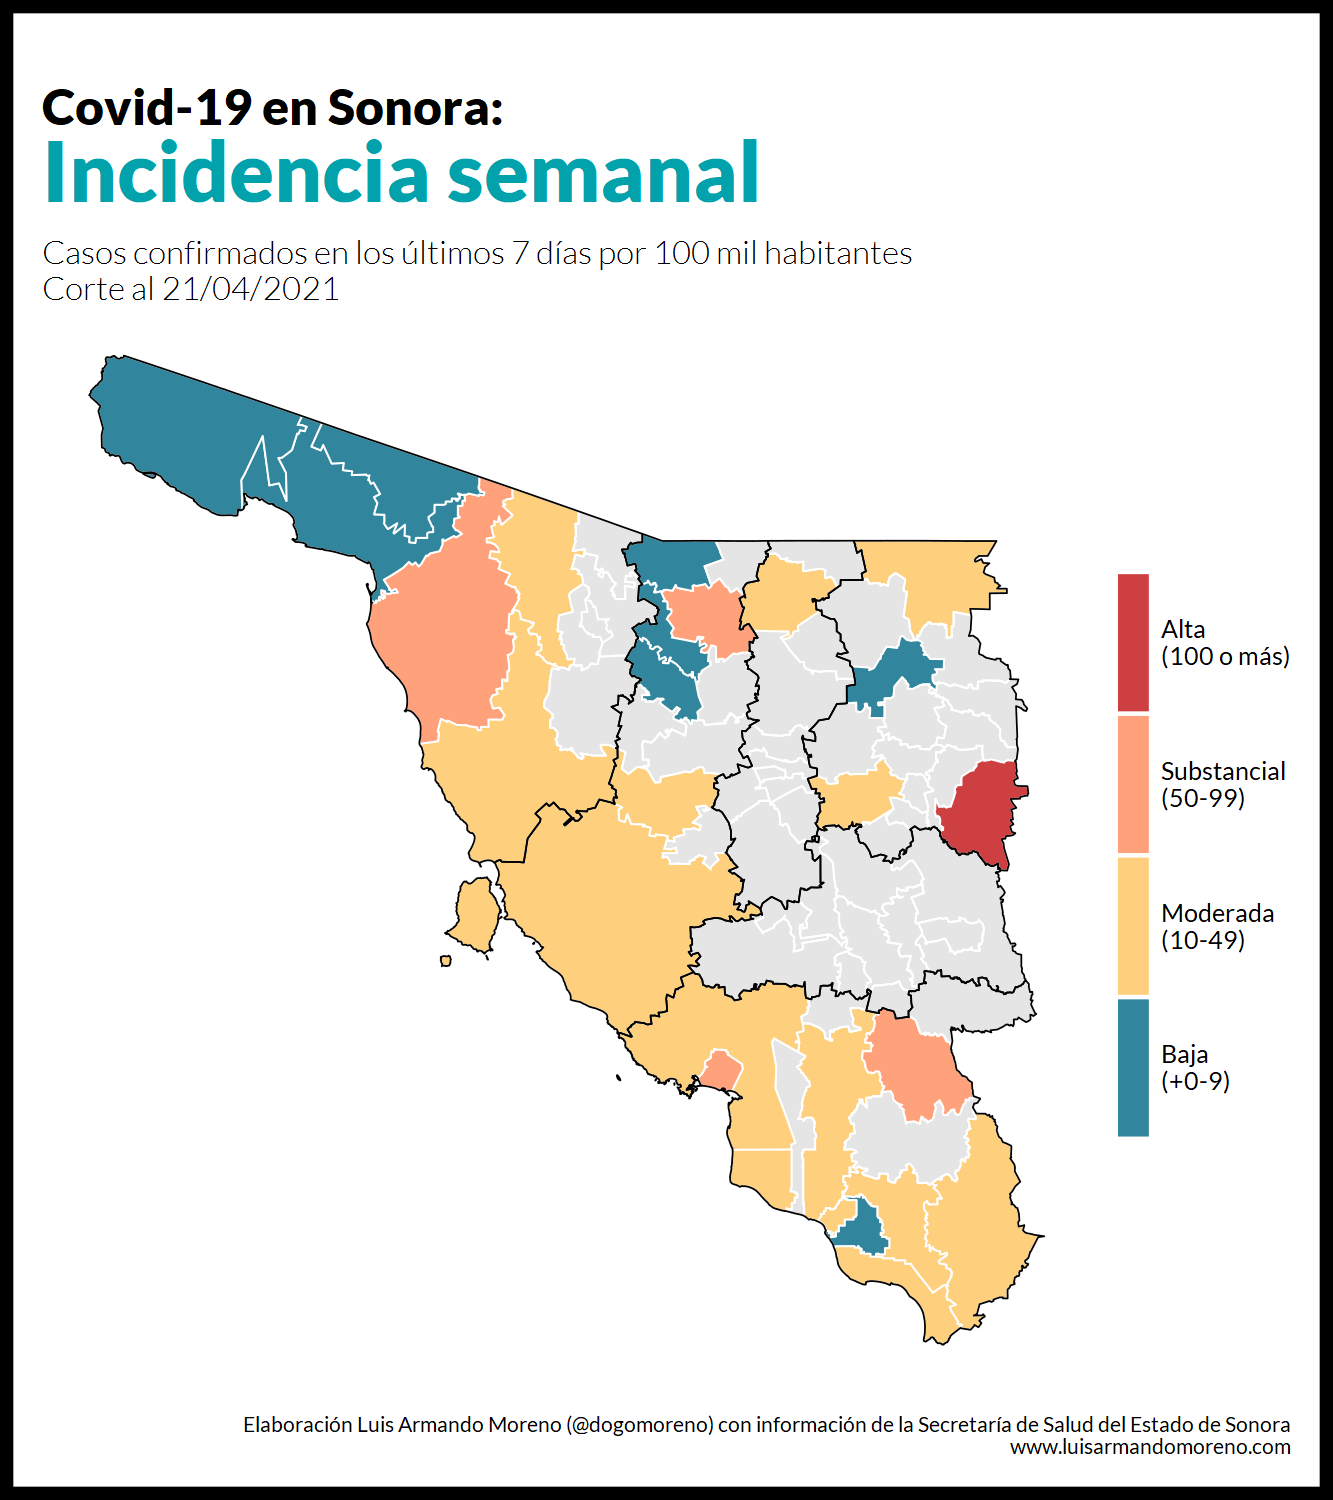 Covid-19 en Sonora:
Incidencia semanal
Casos confirmados en los últimos 7 días por 100 mil habitantes
Corte al 21/04/2021
Alta
(100 o más)
Substancial
(50-99)
Moderada
(10-49)
Baja
(+0-9)
Elaboración Luis Armando Moreno (@dogomoreno) con información de la Secretaría de Salud del Estado de Sonora
www.luisarmandomoreno.com